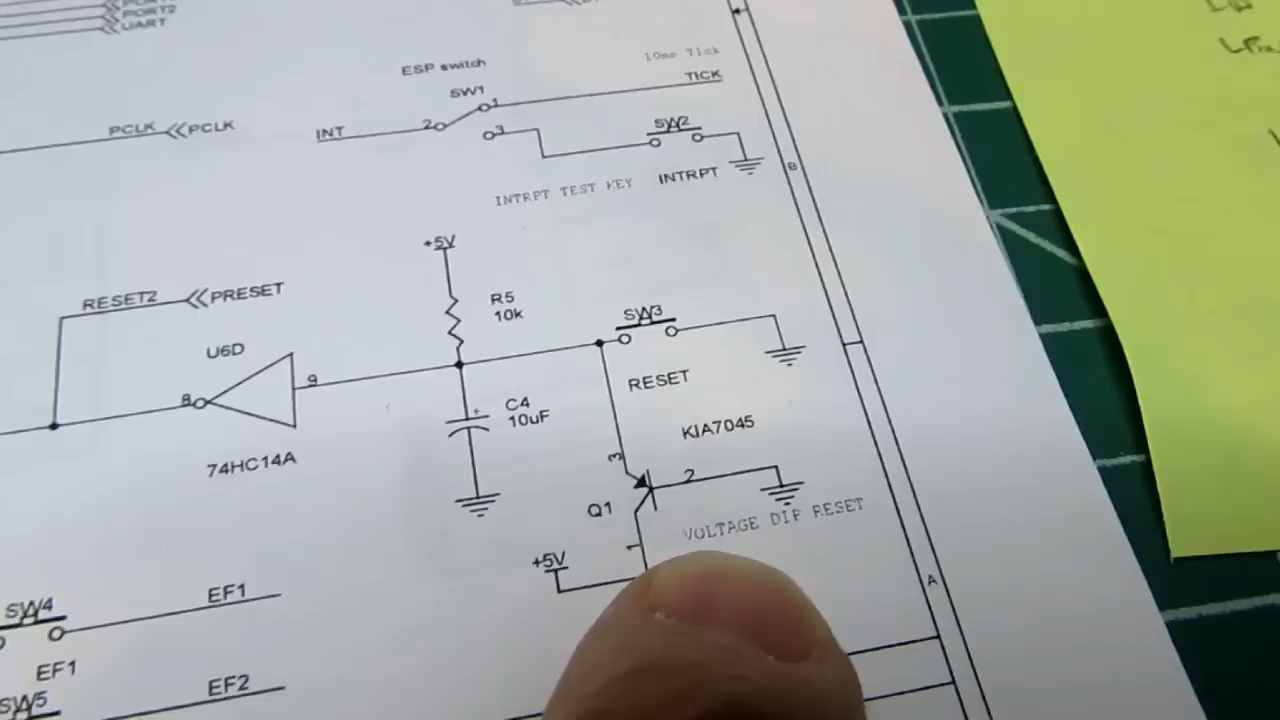 PORT2
UART
ESP switch
10ms Tick
TICK
SW1
1
2
3
INT
PCLK
PCLK
SW2
INTRPT
INTRPT TEST KEY
B
+5V
RESET2
PRESET
R5
10k
SW3
U6D
9
8
RESET
C4
+
10uF
74HC14A
KIA7045
3
2
Q1
VOLTAGE DIP RESET
1
+5V
A
SW4
EF1
EF1
SW5
EF2